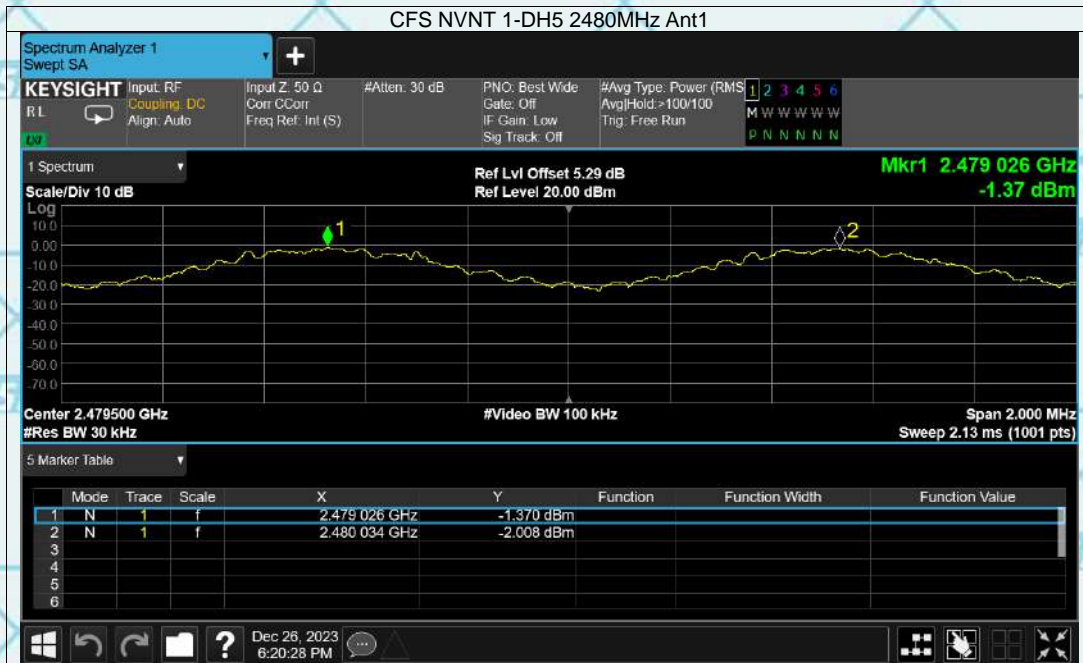 CFS NVNT 1-DH5 2480MHz Ant1
Spectrum Analyzer 1
Swept SA
+
KEYSIGHT Input: RF Input Z: 50 Ω #Atten: 30 dB PNO: Best Wide #Avg Type: Power (RMS 1 2 3 4 5 6
R L Coupling: DC Corr CCorr Gate: Off Avg|Hold:>100/100 M W W W W W
Align: Auto Freq Ref: Int (S) IF Gain: Low Trig: Free Run
Sig Track: Off P N N N N N
LXI
1 Spectrum Ref Lvl Offset 5.29 dB Mkr1 2.479 026 GHz
Scale/Div 10 dB Ref Level 20.00 dBm -1.37 dBm
Log
10.0
0.00
-10.0
-20.0
-30.0
-40.0
-50.0
-60.0
-70.0
1
2
Center 2.479500 GHz #Video BW 100 kHz Span 2.000 MHz
#Res BW 30 kHz Sweep 2.13 ms (1001 pts)
5 Marker Table
Mode Trace Scale X Y Function Function Width Function Value
1 N 1 f 2.479 026 GHz -1.370 dBm
2 N 1 f 2.480 034 GHz -2.008 dBm
3
4
5
6
? Dec 26, 2023
6:20:28 PM